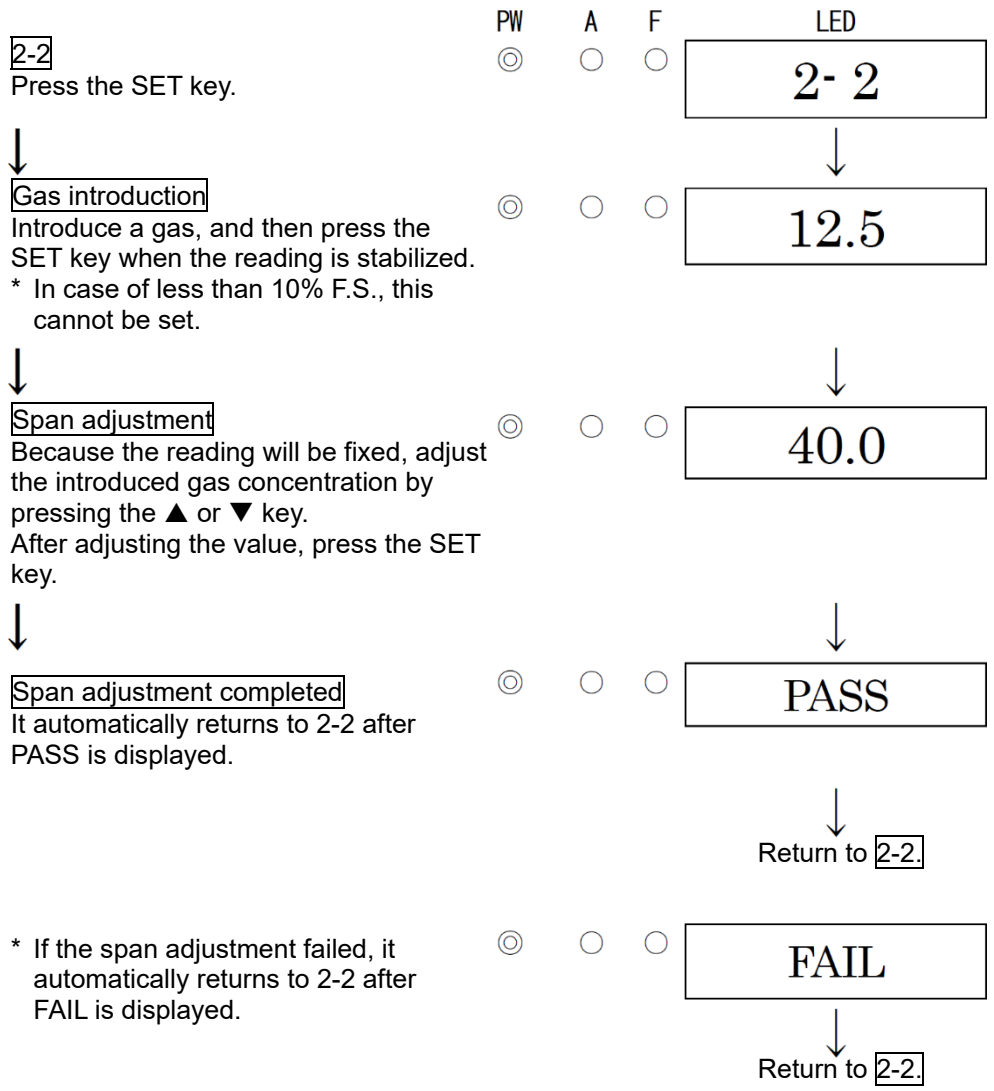 PW A F LED
2-2
Press the SET key.
2- 2
↓ ↓
Gas introduction
Introduce a gas, and then press the
SET key when the reading is stabilized.
* In case of less than 10% F.S., this
cannot be set.
12.5
↓ ↓
Span adjustment
Because the reading will be fixed, adjust
the introduced gas concentration by
pressing the ▲ or ▼ key.
After adjusting the value, press the SET
key.
40.0
↓ ↓
Span adjustment completed
It automatically returns to 2-2 after
PASS is displayed.
PASS
↓
Return to 2-2.
* If the span adjustment failed, it
automatically returns to 2-2 after
FAIL is displayed.
FAIL
↓
Return to 2-2.